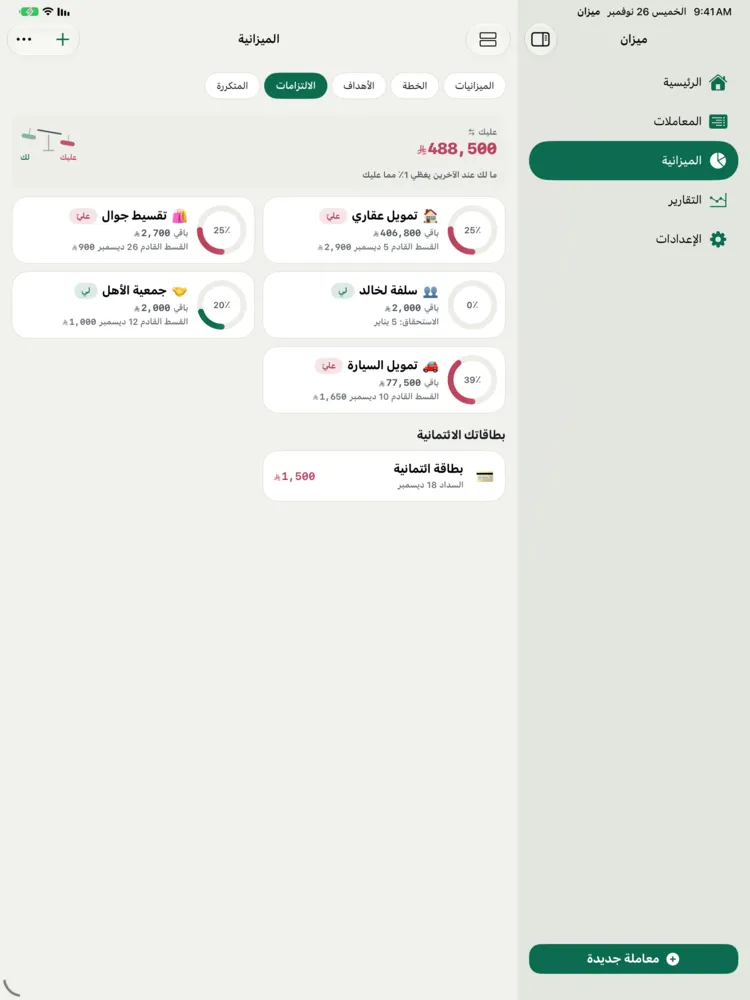 9:41 AM الخميس 26 نوفمبر ميزان
ميزان
الرئيسية
المعاملات
الميزانية
التقارير
الإعدادات
معاملة جديدة
الميزانية
الميزانيات
الخطة
الأهداف
الالتزامات
المتكررة
عليك
488,500
ما لك عند الآخرين يغطّي 1٪ مما عليك
عليك
لك
25٪
تمويل عقاري
عليّ
باقي 406,800
القسط القادم 5 ديسمبر 2,900
25٪
تقسيط جوال
عليّ
باقي 2,700
القسط القادم 26 ديسمبر 900
0٪
سلفة لخالد
لي
باقي 2,000
الاستحقاق: 5 يناير
20٪
جمعية الأهل
لي
باقي 2,000
القسط القادم 12 ديسمبر 1,000
39٪
تمويل السيارة
عليّ
باقي 77,500
القسط القادم 10 ديسمبر 1,650
بطاقاتك الائتمانية
بطاقة ائتمانية
السداد 18 ديسمبر
1,500